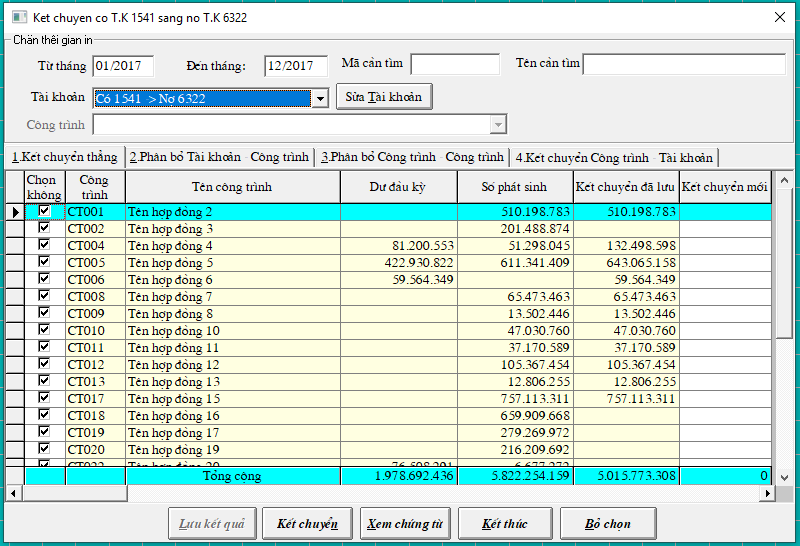 Ket chuyen co T.K 1541 sang no T.K 6322
Chän thêi gian in
Từ tháng 01/2017 Đến tháng: 12/2017 Mã cần tìm Tên cần tìm
Tài khoản Có 1541 > Nợ 6322 Sửa Tài khoản
Công trình
1.Kết chuyển thẳng 2.Phân bổ Tài khoản - Công trình 3.Phân bổ Công trình - Công trình 4.Kết chuyển Công trình - Tài khoản
Chọn không Công trình Tên công trình Dư đầu kỳ Số phát sinh Kết chuyển đã lưu Kết chuyển mới
CT001 Tên hợp đồng 2 510.198.783 510.198.783
CT002 Tên hợp đồng 3 201.488.874
CT004 Tên hợp đồng 4 81.200.553 51.298.045 132.498.598
CT005 Tên hợp đồng 5 422.930.822 611.341.409 643.065.158
CT006 Tên hợp đồng 6 59.564.349 59.564.349
CT008 Tên hợp đồng 7 65.473.463 65.473.463
CT009 Tên hợp đồng 8 13.502.446 13.502.446
CT010 Tên hợp đồng 10 47.030.760 47.030.760
CT011 Tên hợp đồng 11 37.170.589 37.170.589
CT012 Tên hợp đồng 12 105.367.454 105.367.454
CT013 Tên hợp đồng 13 12.806.255 12.806.255
CT017 Tên hợp đồng 15 757.113.311 757.113.311
CT018 Tên hợp đồng 16 659.909.668
CT019 Tên hợp đồng 17 279.269.972
CT020 Tên hợp đồng 19 216.209.692
Tổng cộng 1.978.692.436 5.822.254.159 5.015.773.308 0
Lưu kết quả Kết chuyển Xem chứng từ Kết thúc Bỏ chọn